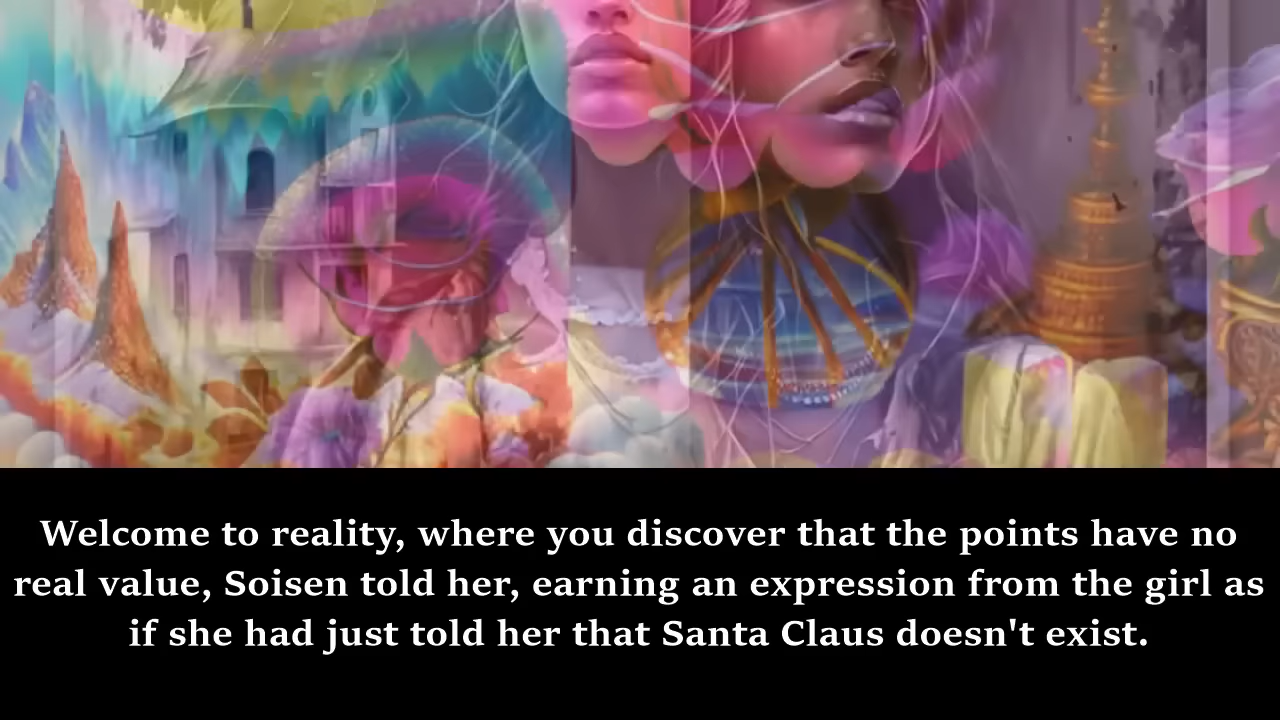 Welcome to reality, where you discover that the points have no
real value, Soisen told her, earning an expression from the girl as
if she had just told her that Santa Claus doesn't exist.